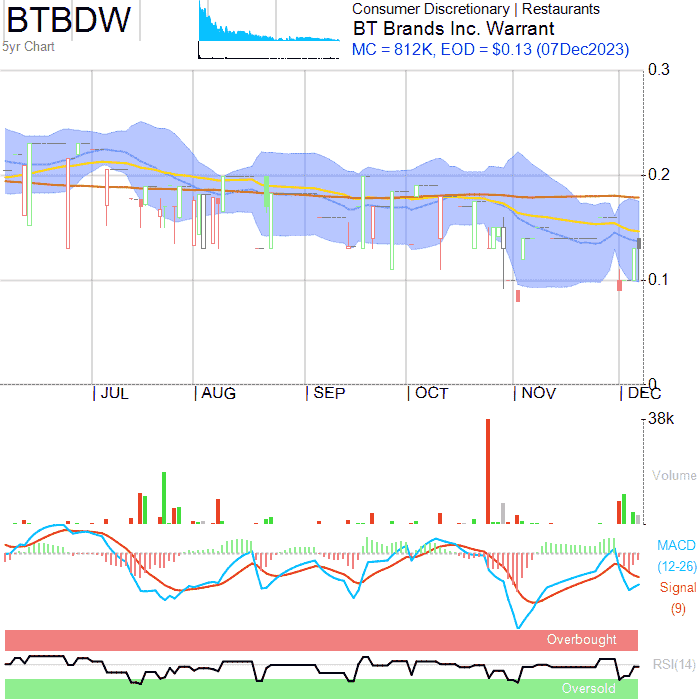 BTBDW
5yr Chart
Consumer Discretionary | Restaurants
BT Brands Inc. Warrant
MC = 812K, EOD = $0.13 (07Dec2023)
0.3
0.2
0.1
0
JUL AUG SEP OCT NOV DEC
38k
Volume
MACD
(12-26)
Signal
(9)
Overbought
RSI(14)
Oversold